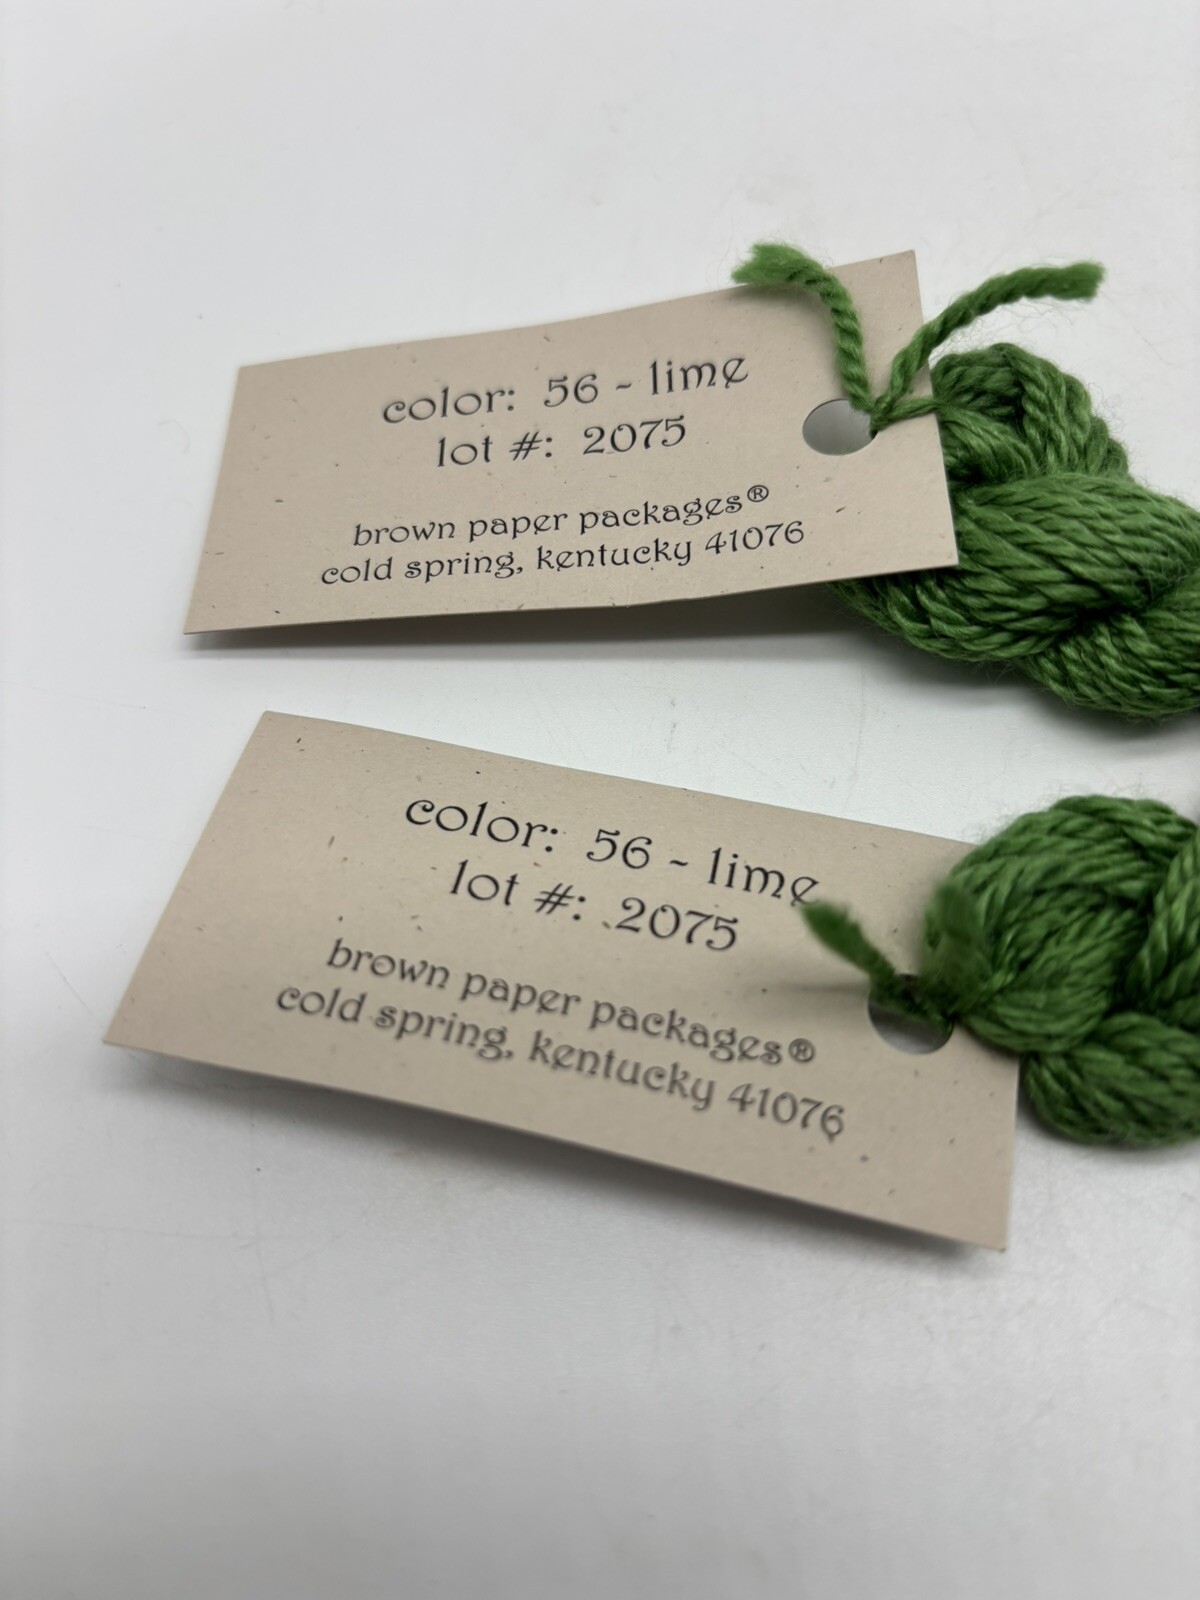 color: 56 - lime
lot #: 2075
brown paper packages®
cold spring, kentucky 41076
color: 56 - lime
lot #: 2075
brown paper packages®
cold spring, kentucky 41076